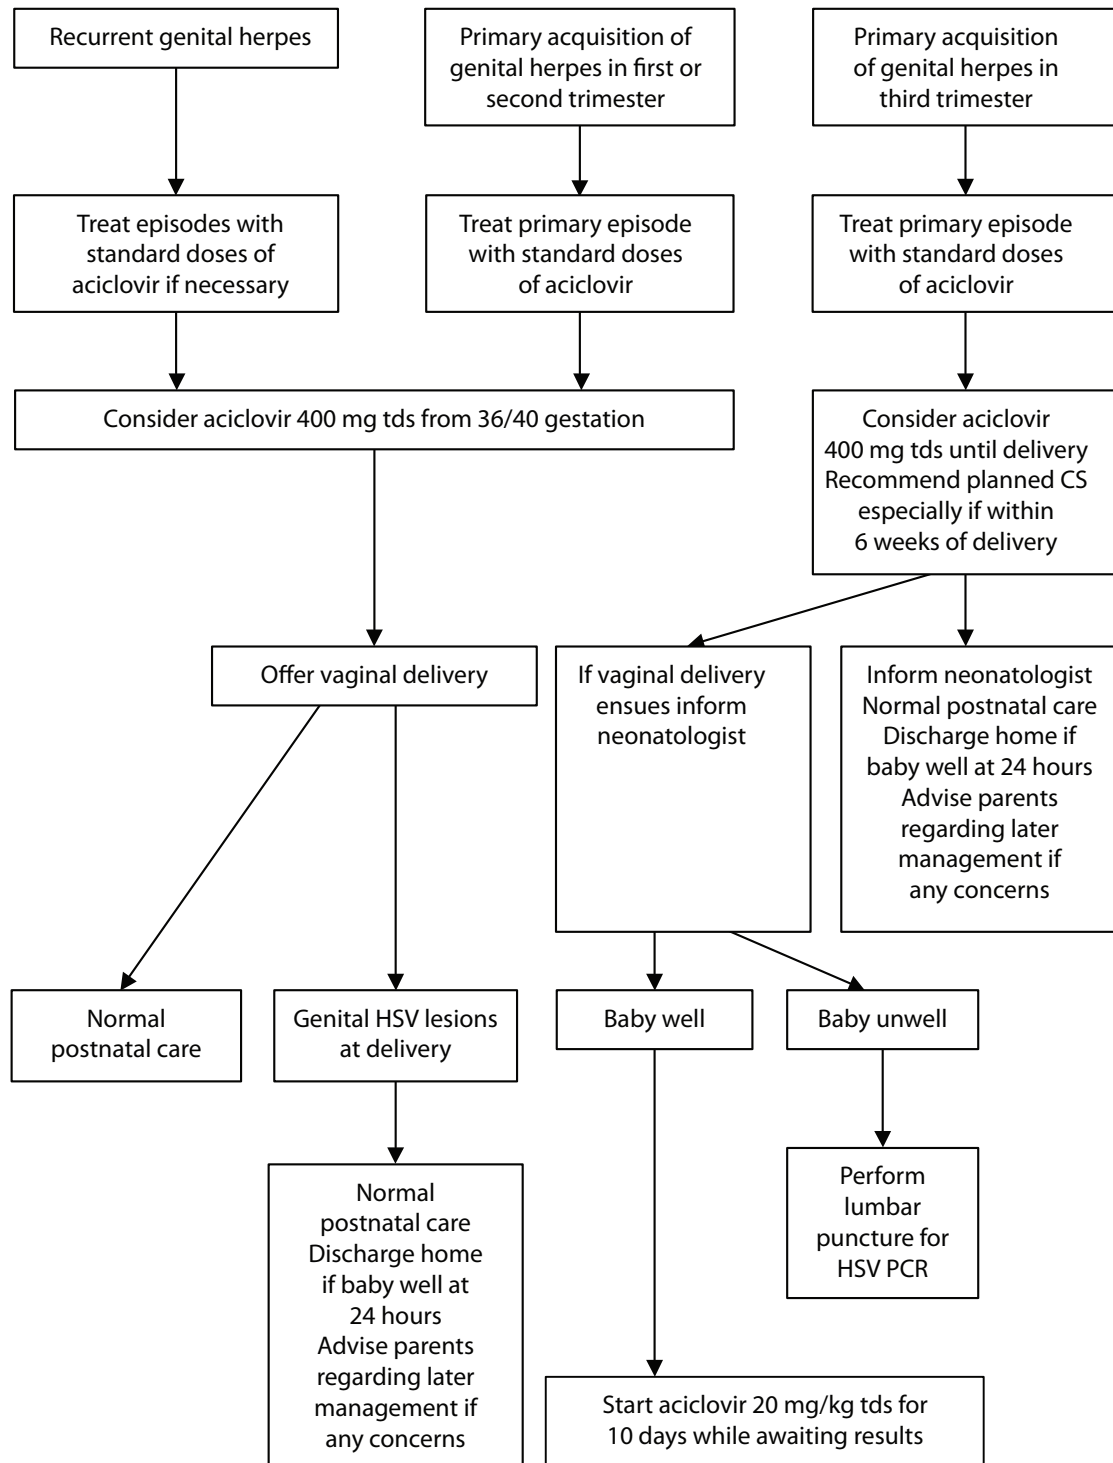 Recurrent genital herpes
Primary acquisition of
genital herpes in first or
second trimester
Primary acquisition
of genital herpes in
third trimester
Treat episodes with
standard doses of
aciclovir if necessary
Treat primary episode
with standard doses
of aciclovir
Treat primary episode
with standard doses
of aciclovir
Consider aciclovir 400 mg tds from 36/40 gestation
Consider aciclovir
400 mg tds until delivery
Recommend planned CS
especially if within
6 weeks of delivery
Offer vaginal delivery
If vaginal delivery
ensues inform
neonatologist
Inform neonatologist
Normal postnatal care
Discharge home if
baby well at 24 hours
Advise parents
regarding later
management if
any concerns
Normal
postnatal care
Genital HSV lesions
at delivery
Baby well
Baby unwell
Normal
postnatal care
Discharge home
if baby well at
24 hours
Advise parents
regarding later
management if
any concerns
Perform
lumbar
puncture for
HSV PCR
Start aciclovir 20 mg/kg tds for
10 days while awaiting results